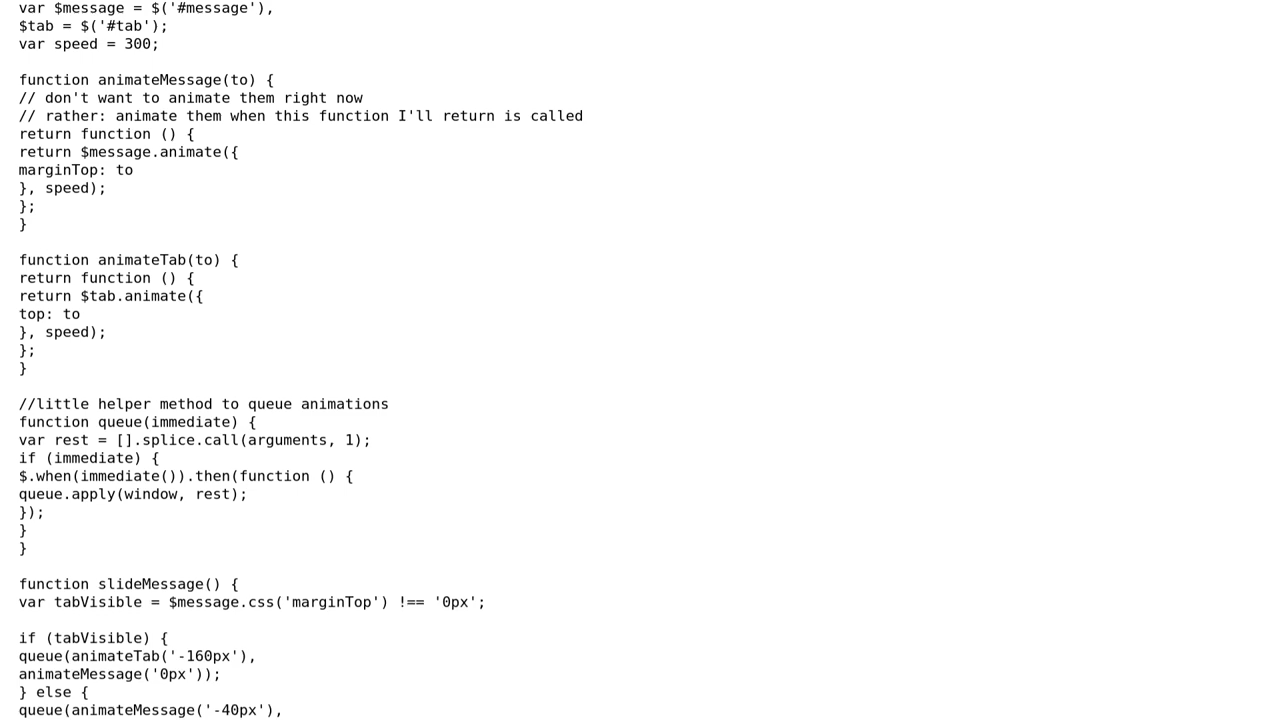 var $message = $('#message'),
$tab = $('#tab');
var speed = 300;

function animateMessage(to) {
// don't want to animate them right now
// rather: animate them when this function I'll return is called
return function () {
return $message.animate({
marginTop: to
}, speed);
};
}

function animateTab(to) {
return function () {
return $tab.animate({
top: to
}, speed);
};
}

//little helper method to queue animations
function queue(immediate) {
var rest = [].splice.call(arguments, 1);
if (immediate) {
$.when(immediate()).then(function () {
queue.apply(window, rest);
});
}
}

function slideMessage() {
var tabVisible = $message.css('marginTop') !== '0px';

if (tabVisible) {
queue(animateTab('-160px'),
animateMessage('0px'));
} else {
queue(animateMessage('-40px'),